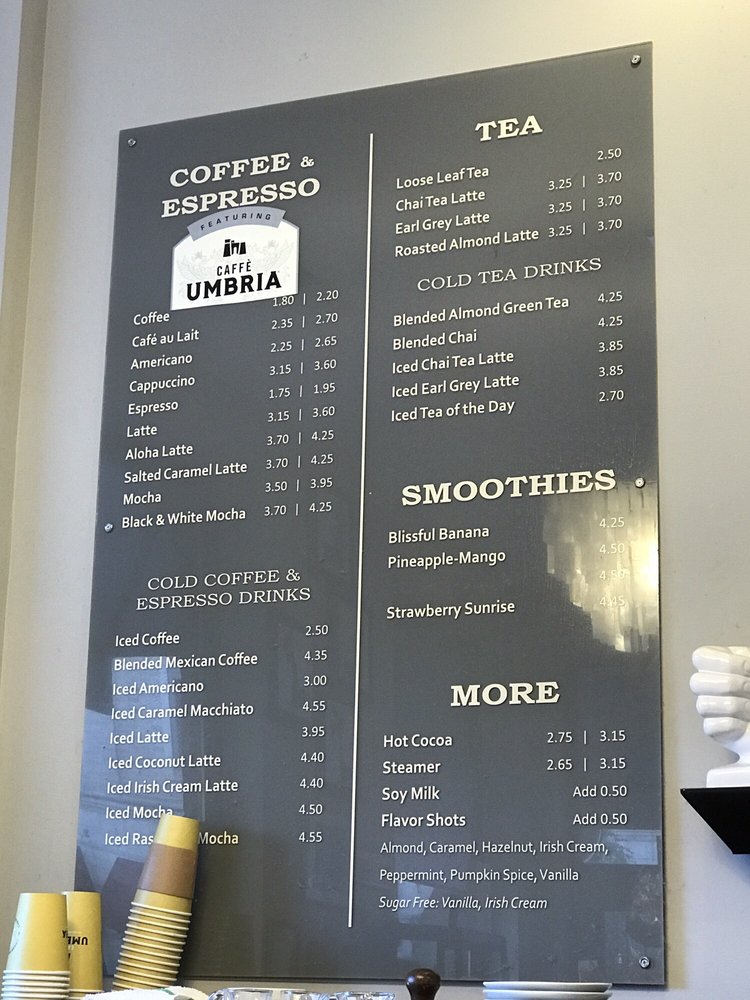 COFFEE &
ESPRESSO
FEATURING
CAFFÈ
UMBRIA
Coffee 1.80 | 2.20
Café au Lait 2.35 | 2.70
Americano 2.25 | 2.65
Cappuccino 3.15 | 3.60
Espresso 1.75 | 1.95
Latte 3.15 | 3.60
Aloha Latte 3.70 | 4.25
Salted Caramel Latte 3.70 | 4.25
Mocha 3.50 | 3.95
Black & White Mocha 3.70 | 4.25
COLD COFFEE &
ESPRESSO DRINKS
Iced Coffee 2.50
Blended Mexican Coffee 4.35
Iced Americano 3.00
Iced Caramel Macchiato 4.55
Iced Latte 3.95
Iced Coconut Latte 4.40
Iced Irish Cream Latte 4.40
Iced Mocha 4.50
Iced Mocha 4.55
TEA
Loose Leaf Tea 2.50
Chai Tea Latte 3.25 | 3.70
Earl Grey Latte 3.25 | 3.70
Roasted Almond Latte 3.25 | 3.70
COLD TEA DRINKS
Blended Almond Green Tea 4.25
Blended Chai 4.25
Iced Chai Tea Latte 3.85
Iced Earl Grey Latte 3.85
Iced Tea of the Day 2.70
SMOOTHIES
Blissful Banana 4.25
Pineapple-Mango 4.50
Strawberry Sunrise 4.45
MORE
Hot Cocoa 2.75 | 3.15
Steamer 2.65 | 3.15
Soy Milk Add 0.50
Flavor Shots Add 0.50
Almond, Caramel, Hazelnut, Irish Cream,
Peppermint, Pumpkin Spice, Vanilla
Sugar Free: Vanilla, Irish Cream